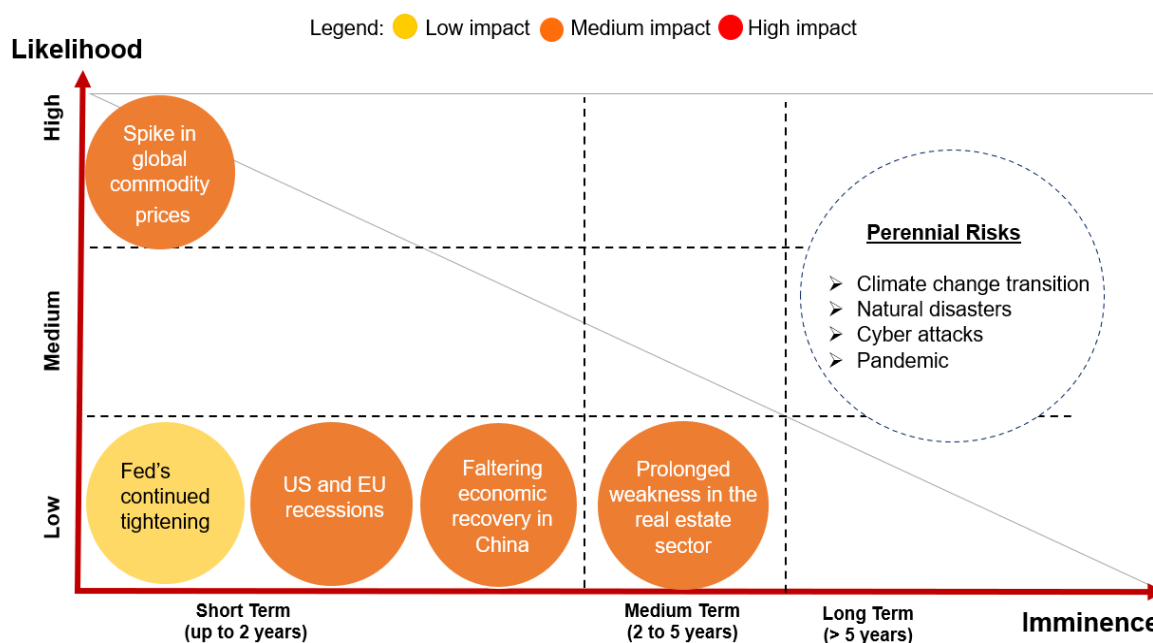 Legend: Low impact Medium impact High impact
Likelihood
High
Spike in
global
commodity
prices
Perennial Risks
➢ Climate change transition
➢ Natural disasters
➢ Cyber attacks
➢ Pandemic
Medium
Low
Fed’s
continued
tightening
US and EU
recessions
Faltering
economic
recovery in
China
Prolonged
weakness in the
real estate
sector
Short Term
(up to 2 years)
Medium Term
(2 to 5 years)
Long Term
(> 5 years)
Imminence